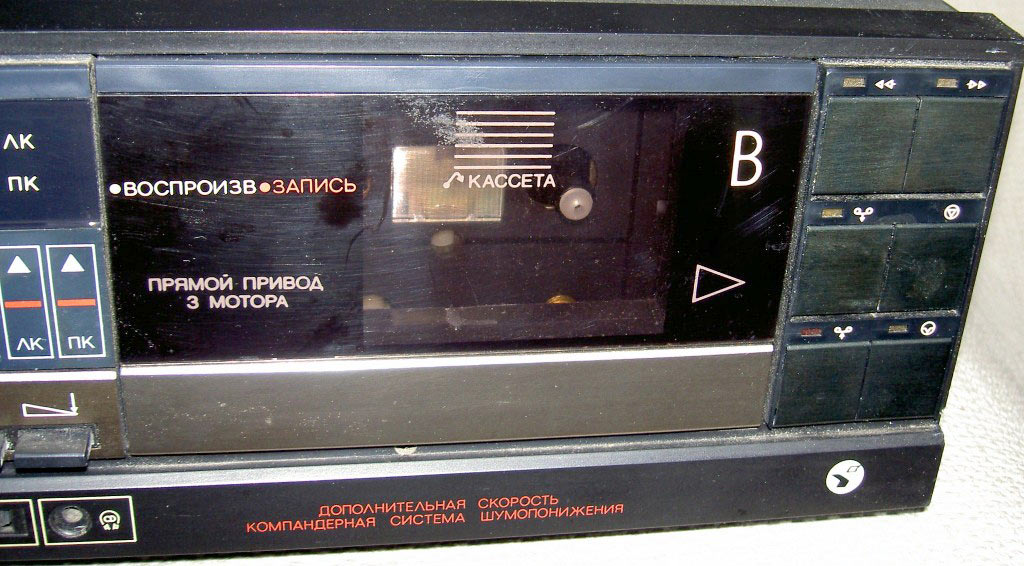 ЛК
ПК
●ВОСПРОИЗВ ●ЗАПИСЬ
КАССЕТА
В
ПРЯМОЙ ПРИВОД
3 МОТОРА
ЛК ПК
ДОПОЛНИТЕЛЬНАЯ СКОРОСТЬ
КОМПАНДЕРНАЯ СИСТЕМА ШУМОПОНИЖЕНИЯ